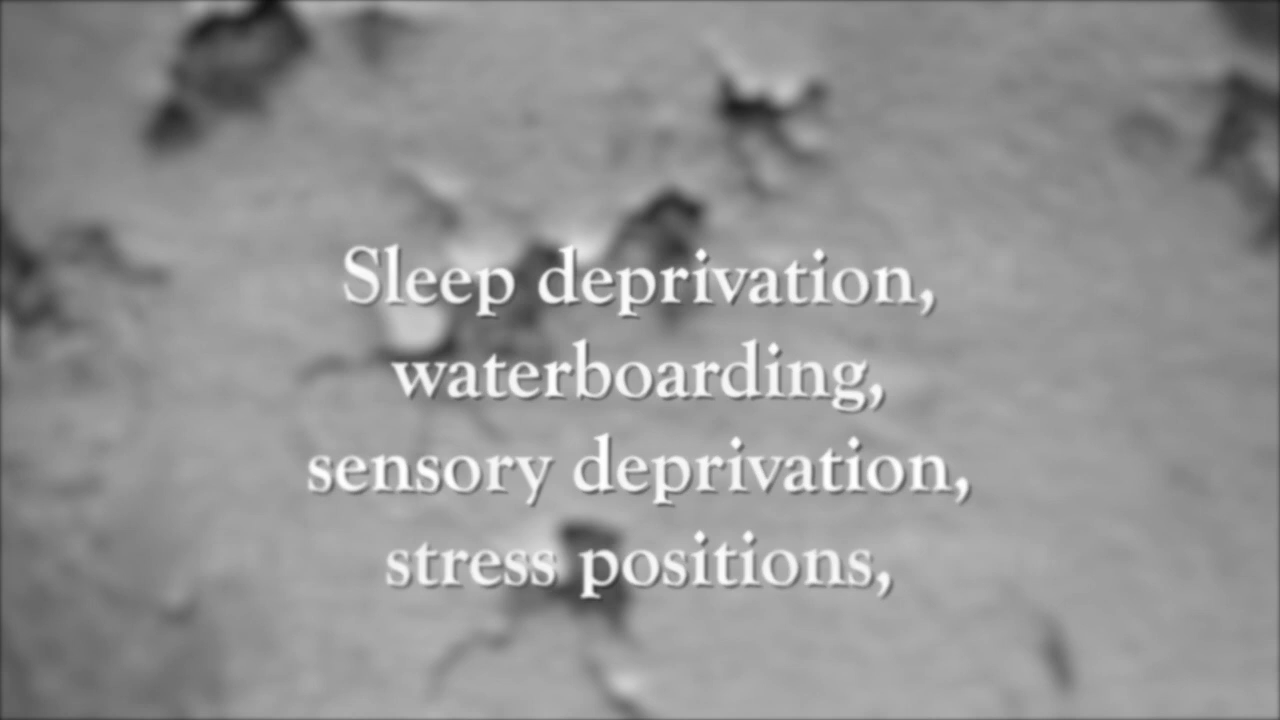 Sleep deprivation,
waterboarding,
sensory deprivation,
stress positions,